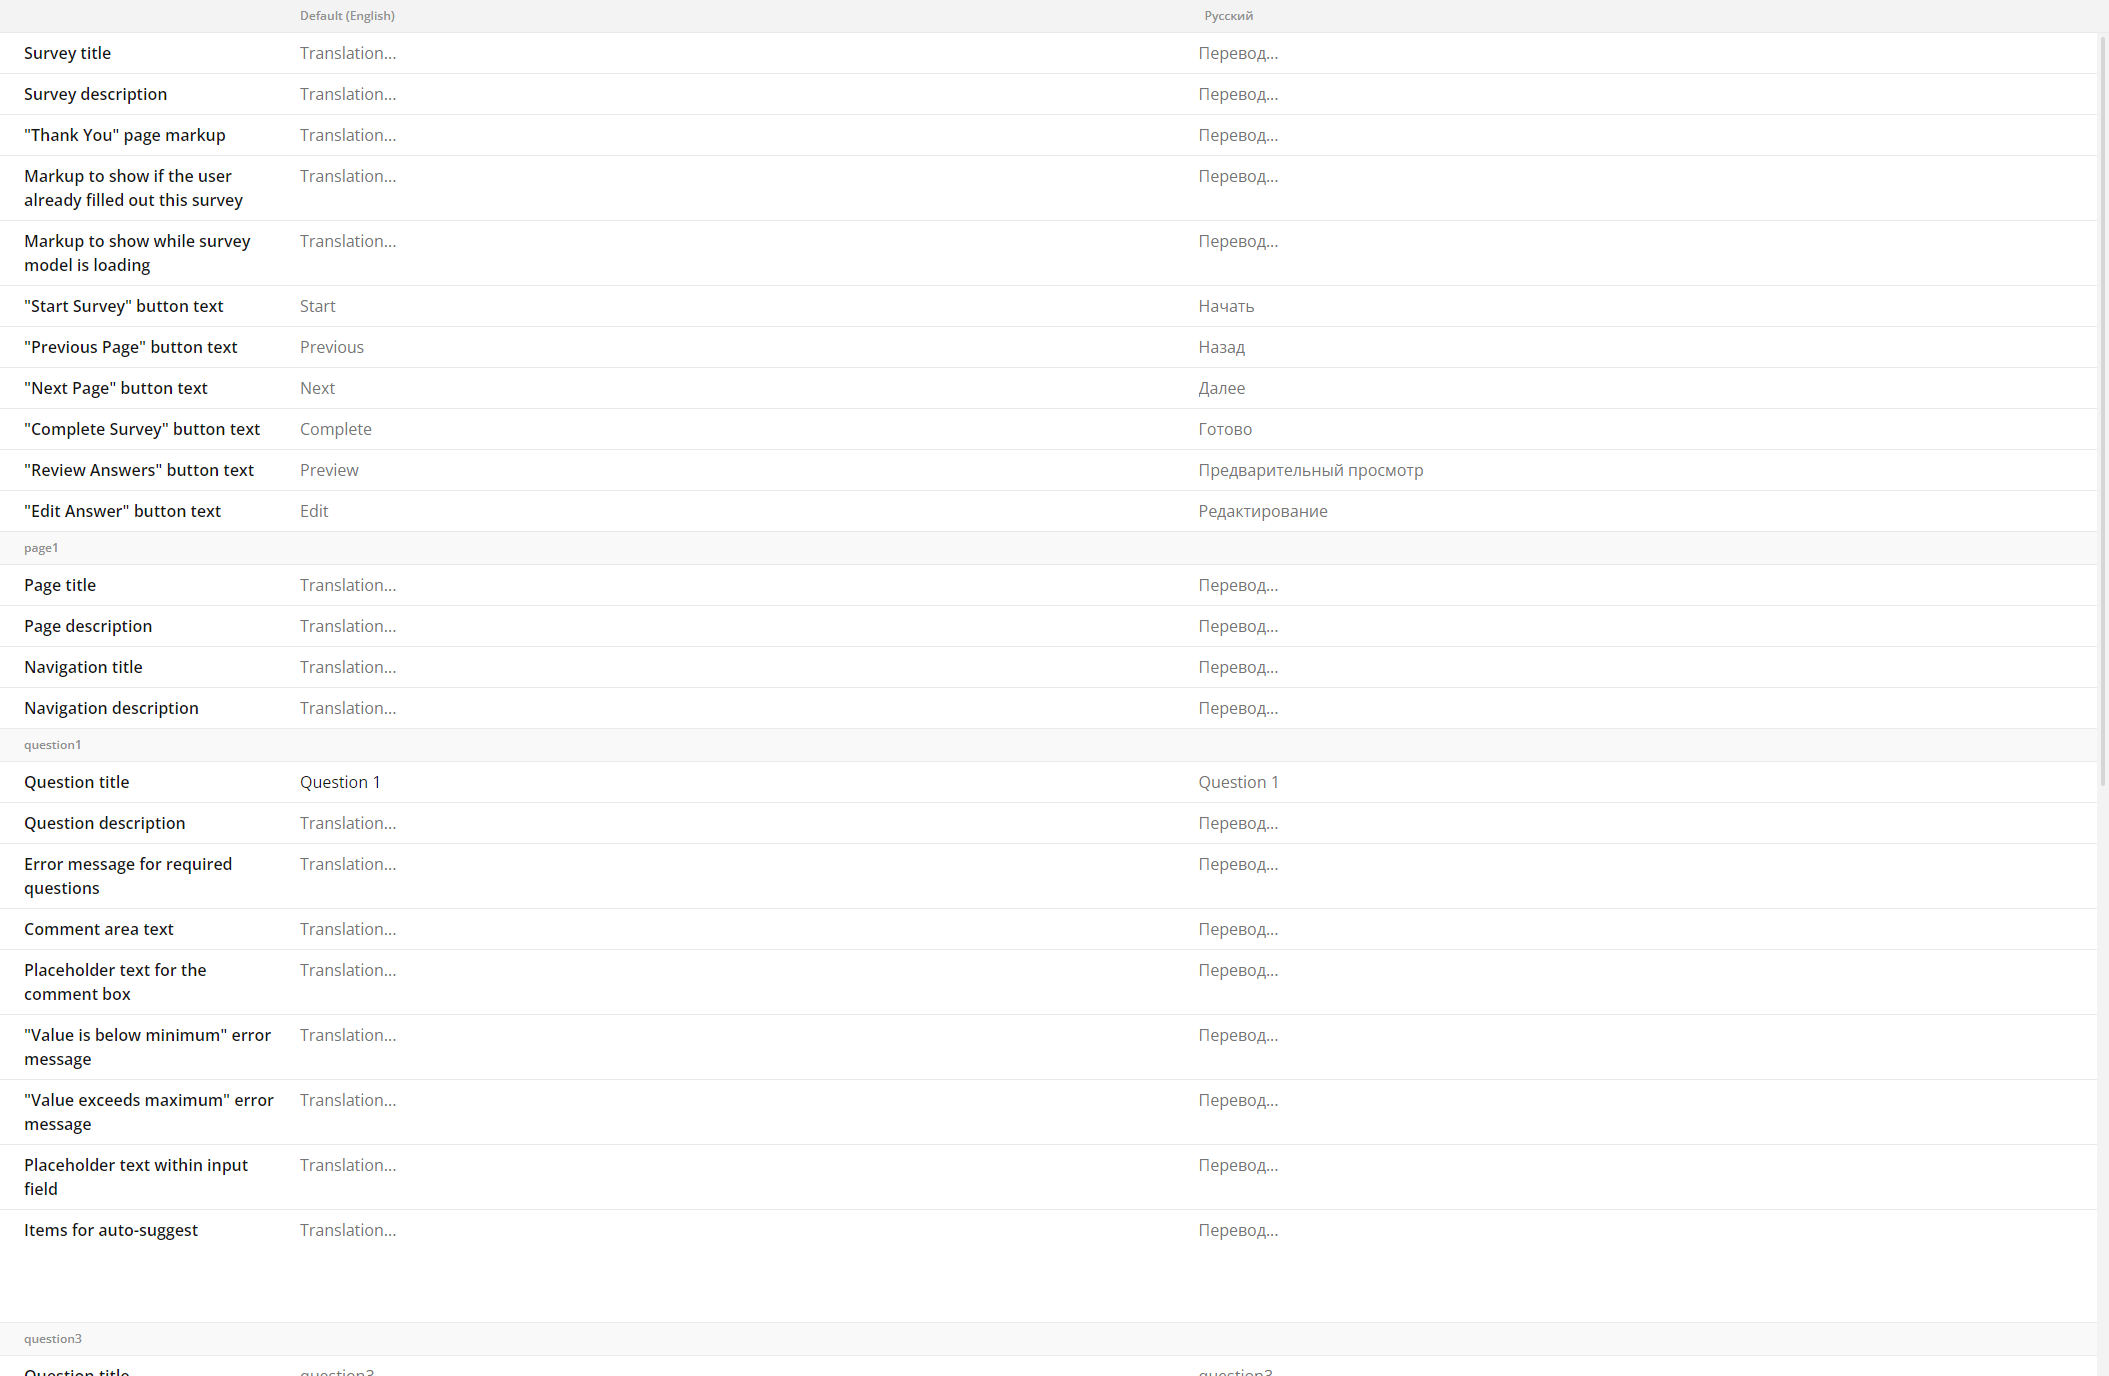 Default (English) Русский
Survey title Translation... Перевод...
Survey description Translation... Перевод...
"Thank You" page markup Translation... Перевод...
Markup to show if the user Translation... Перевод...
already filled out this survey
Markup to show while survey Translation... Перевод...
model is loading
"Start Survey" button text Start Начать
"Previous Page" button text Previous Назад
"Next Page" button text Next Далее
"Complete Survey" button text Complete Готово
"Review Answers" button text Preview Предварительный просмотр
"Edit Answer" button text Edit Редактирование
page1
Page title Translation... Перевод...
Page description Translation... Перевод...
Navigation title Translation... Перевод...
Navigation description Translation... Перевод...
question1
Question title Question 1 Question 1
Question description Translation... Перевод...
Error message for required Translation... Перевод...
questions
Comment area text Translation... Перевод...
Placeholder text for the Translation... Перевод...
comment box
"Value is below minimum" error Translation... Перевод...
message
"Value exceeds maximum" error Translation... Перевод...
message
Placeholder text within input Translation... Перевод...
field
Items for auto-suggest Translation... Перевод...
question3
Question title question3 question3